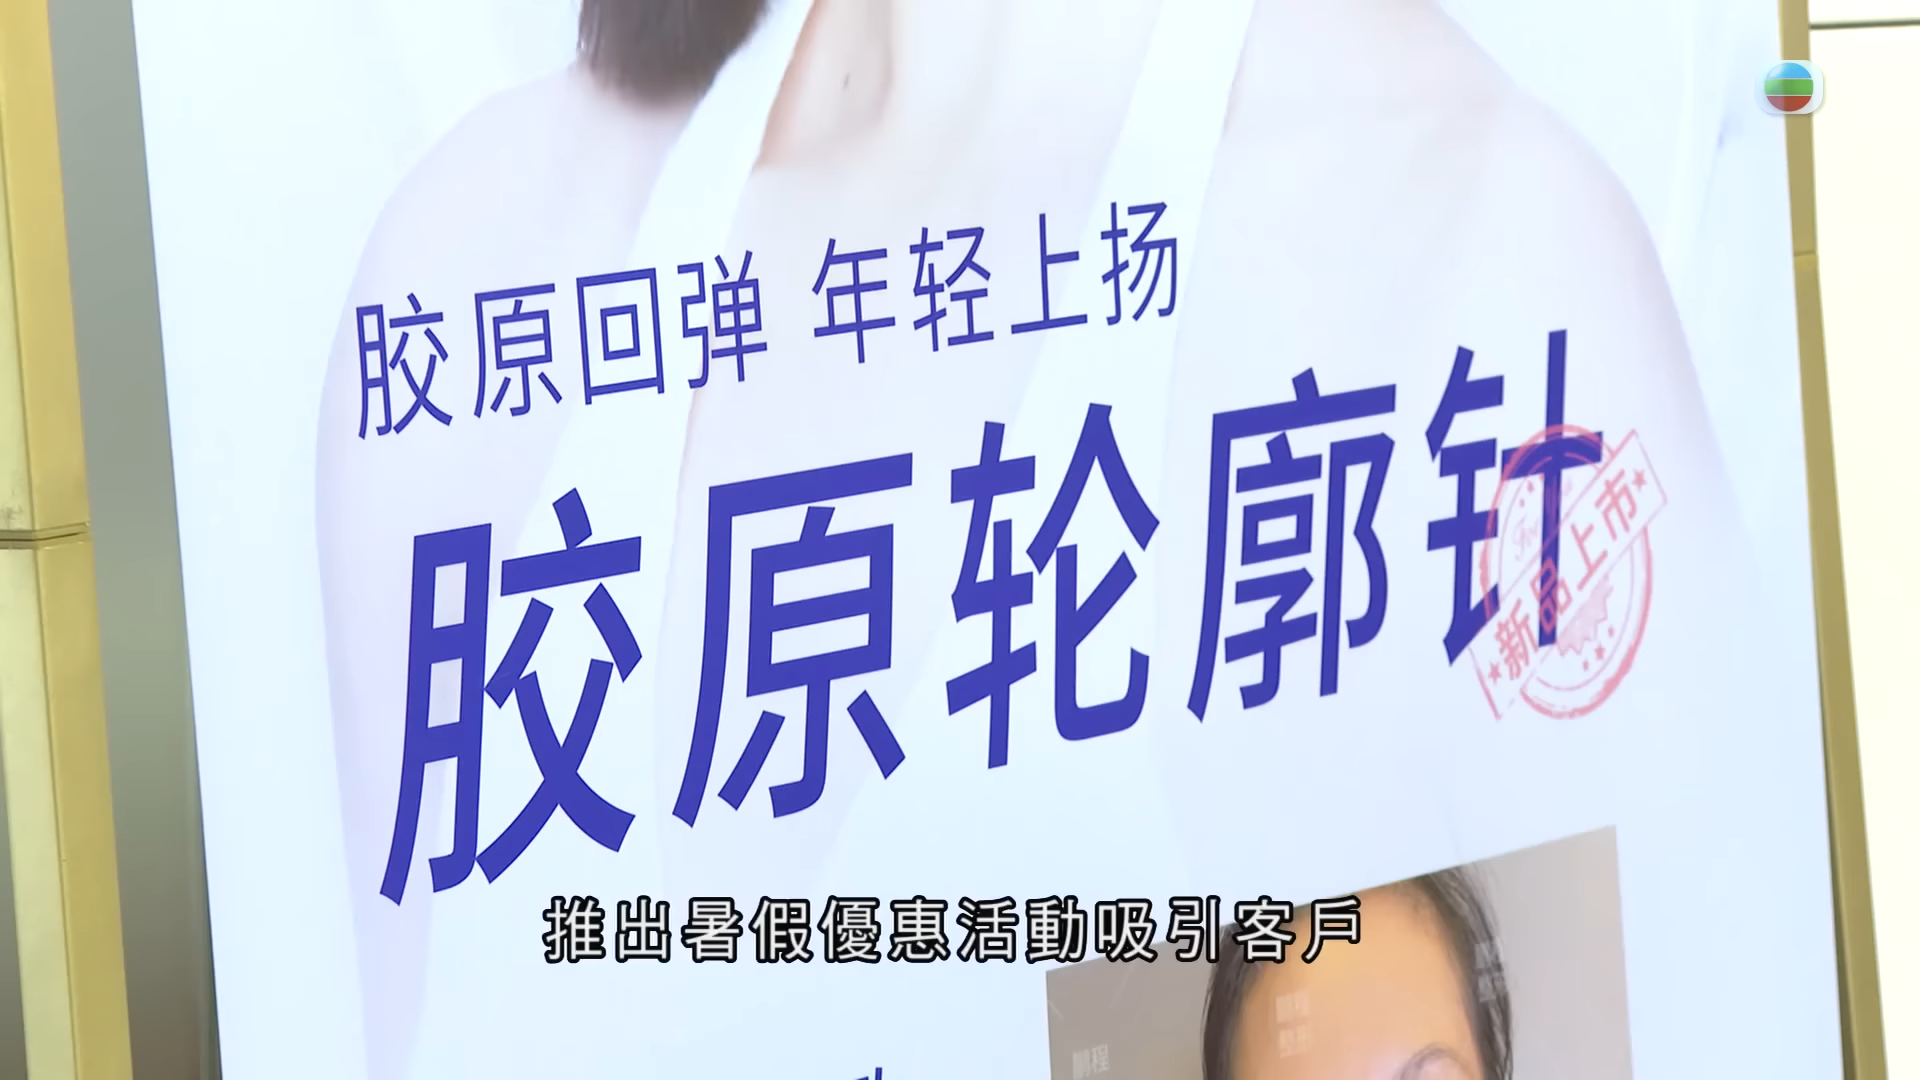 胶原回弹 年轻上扬
胶原轮廓针
新品上市
推出暑假優惠活動吸引客戶